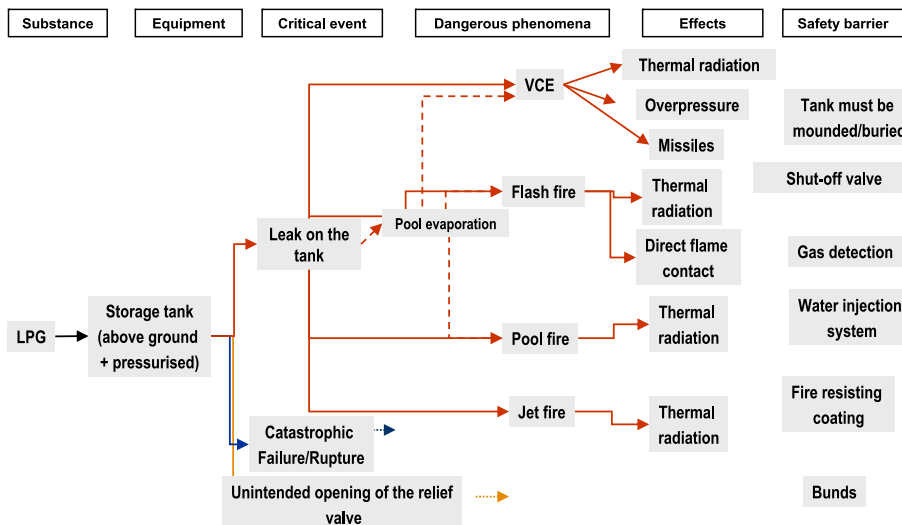 Substance
Equipment
Critical event
Dangerous phenomena
Effects
Safety barrier
LPG
Storage tank
(above ground
+ pressurised)
Leak on the
tank
Catastrophic
Failure/Rupture
Unintended opening of the relief
valve
Pool evaporation
VCE
Flash fire
Pool fire
Jet fire
Thermal radiation
Overpressure
Missiles
Thermal
radiation
Direct flame
contact
Thermal
radiation
Thermal
radiation
Tank must be
mounded/buried
Shut-off valve
Gas detection
Water injection
system
Fire resisting
coating
Bunds